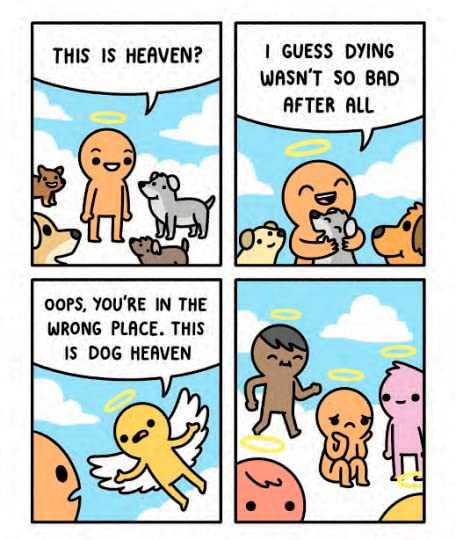 THIS IS HEAVEN?
I GUESS DYING
WASN'T SO BAD
AFTER ALL
OOPS, YOU'RE IN THE
WRONG PLACE. THIS
IS DOG HEAVEN